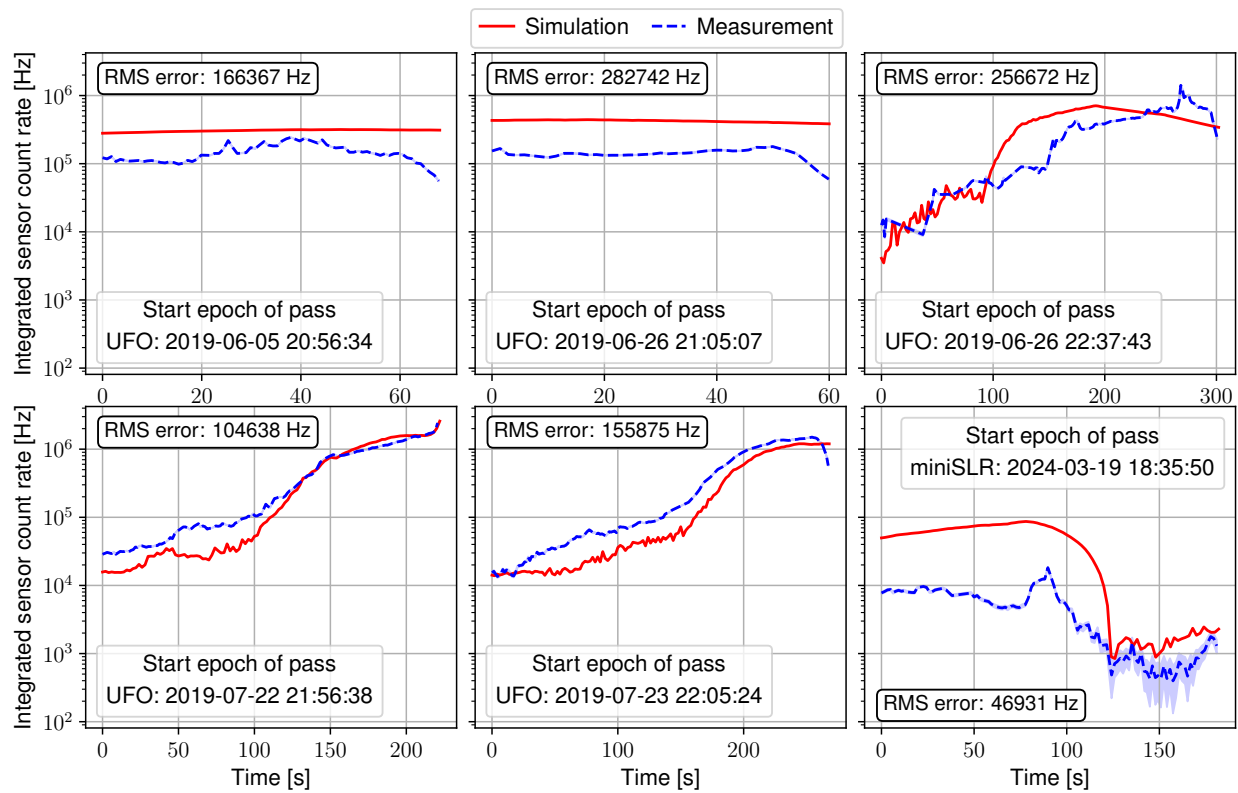 Simulation Measurement
Integrated sensor count rate [Hz]
10^6
10^5
10^4
10^3
10^2
RMS error: 166367 Hz
Start epoch of pass
UFO: 2019-06-05 20:56:34
0 20 40 60
RMS error: 282742 Hz
Start epoch of pass
UFO: 2019-06-26 21:05:07
0 20 40 60
RMS error: 256672 Hz
Start epoch of pass
UFO: 2019-06-26 22:37:43
0 100 200 300
Integrated sensor count rate [Hz]
10^6
10^5
10^4
10^3
10^2
RMS error: 104638 Hz
Start epoch of pass
UFO: 2019-07-22 21:56:38
0 50 100 150 200
Time [s]
RMS error: 155875 Hz
Start epoch of pass
UFO: 2019-07-23 22:05:24
0 100 200
Time [s]
Start epoch of pass
miniSLR: 2024-03-19 18:35:50
RMS error: 46931 Hz
0 50 100 150
Time [s]